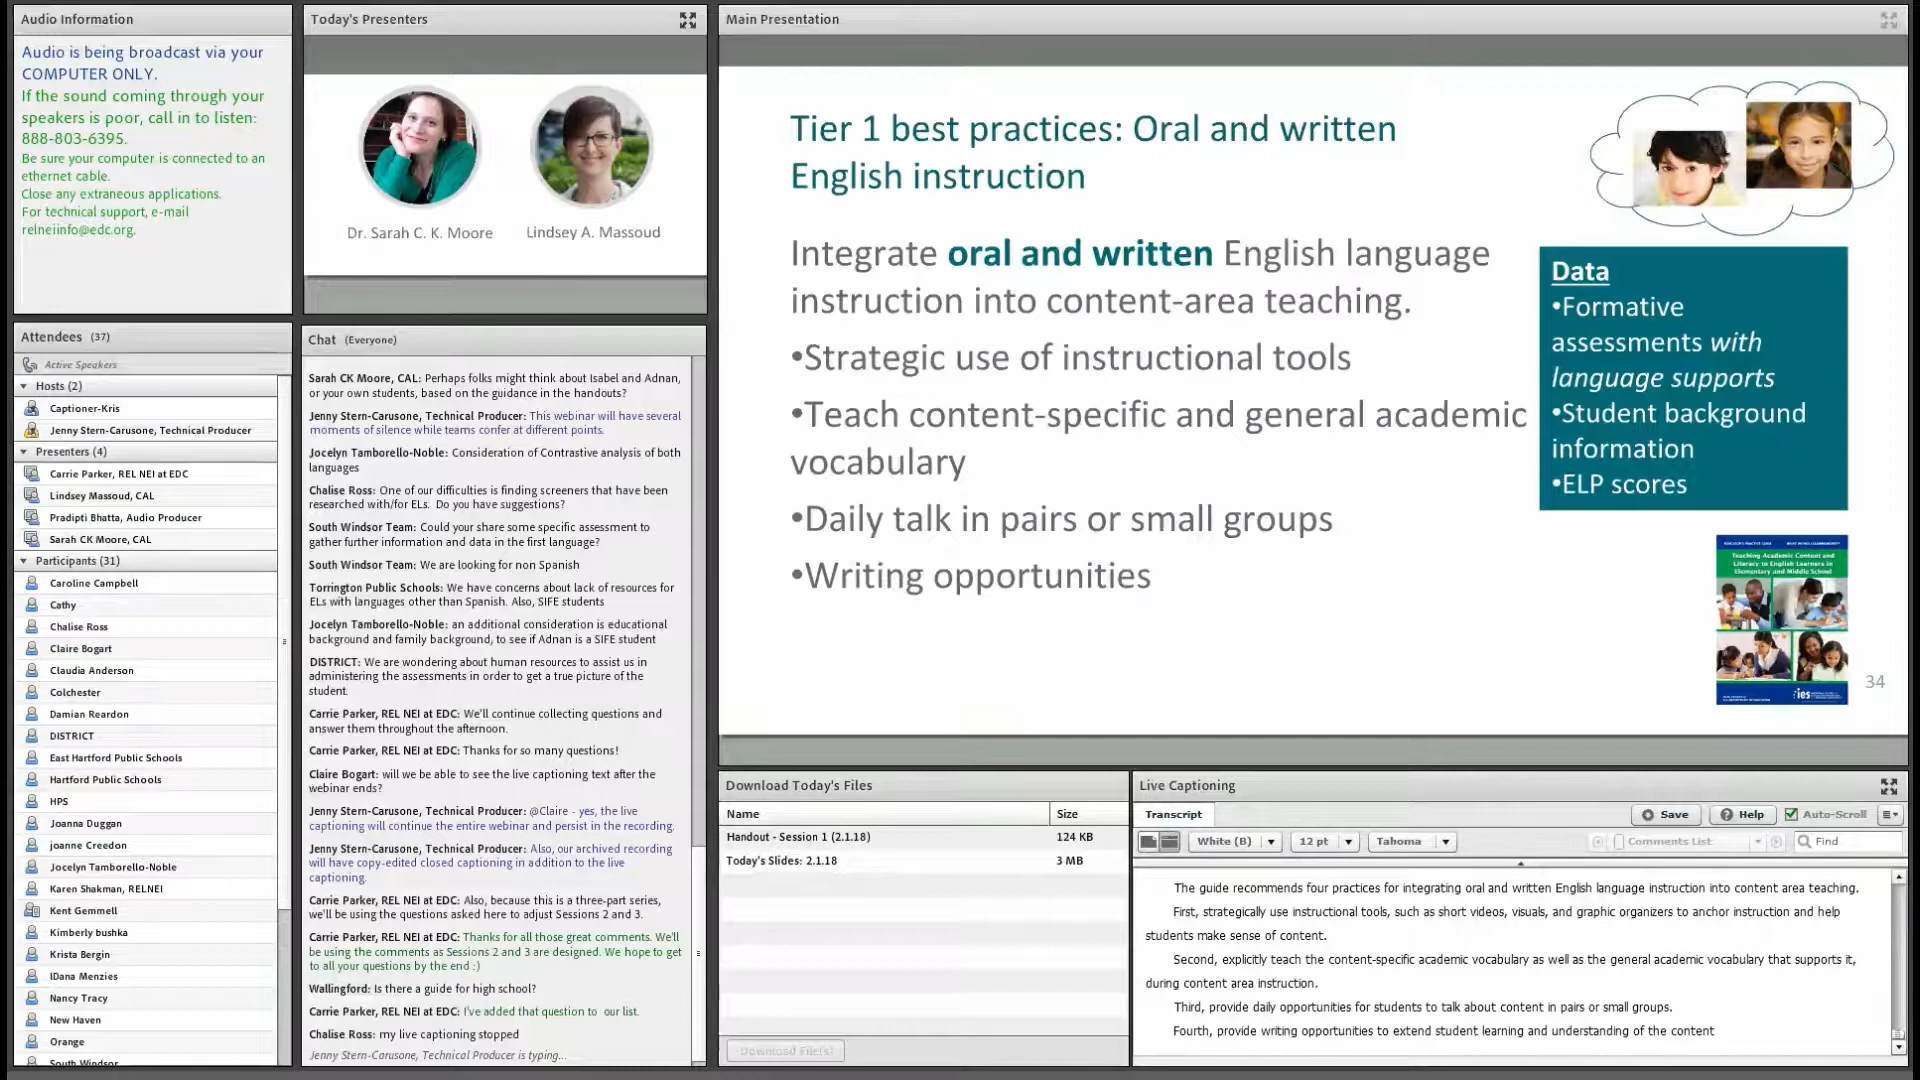 Audio Information
Audio is being broadcast via your
COMPUTER ONLY.
If the sound coming through your
speakers is poor, call in to listen:
888-803-6395.
Be sure your computer is connected to an
ethernet cable.
Close any extraneous applications.
For technical support, e-mail
relneiinfo@edc.org.
Today's Presenters
Dr. Sarah C. K. Moore
Lindsey A. Massoud
Attendees (37)
Active Speakers
Hosts (2)
Captioner-Kris
Jenny Stern-Carusone, Technical Producer
Presenters (4)
Carrie Parker, REL NEI at EDC
Lindsey Massoud, CAL
Pradipti Bhatta, Audio Producer
Sarah CK Moore, CAL
Participants (31)
Caroline Campbell
Cathy
Chalise Ross
Claire Bogart
Claudia Anderson
Colchester
Damian Reardon
DISTRICT
East Hartford Public Schools
Hartford Public Schools
HPS
Joanna Duggan
joanne Creedon
Jocelyn Tamborello-Noble
Karen Shakman, RELNEI
Kent Gemmell
Kimberly bushka
Krista Bergin
lDana Menzies
Nancy Tracy
New Haven
Orange
South Windsor
Chat (Everyone)
Sarah CK Moore, CAL: Perhaps folks might think about Isabel and Adnan,
or your own students, based on the guidance in the handouts?
Jenny Stern-Carusone, Technical Producer: This webinar will have several
moments of silence while teams confer at different points.
Jocelyn Tamborello-Noble: Consideration of Contrastive analysis of both
languages
Chalise Ross: One of our difficulties is finding screeners that have been
researched with/for ELs. Do you have suggestions?
South Windsor Team: Could your share some specific assessment to
gather further information and data in the first language?
South Windsor Team: We are looking for non Spanish
Torrington Public Schools: We have concerns about lack of resources for
ELs with languages other than Spanish. Also, SIFE students
Jocelyn Tamborello-Noble: an additional consideration is educational
background and family background, to see if Adnan is a SIFE student
DISTRICT: We are wondering about human resources to assist us in
administering the assessments in order to get a true picture of the
student.
Carrie Parker, REL NEI at EDC: We'll continue collecting questions and
answer them throughout the afternoon.
Carrie Parker, REL NEI at EDC: Thanks for so many questions!
Claire Bogart: will we be able to see the live captioning text after the
webinar ends?
Jenny Stern-Carusone, Technical Producer: @Claire - yes, the live
captioning will continue the entire webinar and persist in the recording.
Jenny Stern-Carusone, Technical Producer: Also, our archived recording
will have copy-edited closed captioning in addition to the live
captioning.
Carrie Parker, REL NEI at EDC: Also, because this is a three-part series,
we'll be using the questions asked here to adjust Sessions 2 and 3.
Carrie Parker, REL NEI at EDC: Thanks for all those great comments. We'll
be using the comments as Sessions 2 and 3 are designed. We hope to get
to all your questions by the end :)
Wallingford: Is there a guide for high school?
Carrie Parker, REL NEI at EDC: I've added that question to our list.
Chalise Ross: my live captioning stopped
Jenny Stern-Carusone, Technical Producer is typing...
Main Presentation
Tier 1 best practices: Oral and written
English instruction
Integrate oral and written English language
instruction into content-area teaching.
•Strategic use of instructional tools
•Teach content-specific and general academic
vocabulary
•Daily talk in pairs or small groups
•Writing opportunities
Data
•Formative
assessments with
language supports
•Student background
information
•ELP scores
Teaching Academic Content and
Literacy to English Learners in
Elementary and Middle School
ies
34
Download Today's Files
Name Size
Handout - Session 1 (2.1.18) 124 KB
Today's Slides: 2.1.18 3 MB
Download File(s)
Live Captioning
Transcript
Save Help Auto-Scroll
White (B) 12 pt Tahoma Comments List Find
The guide recommends four practices for integrating oral and written English language instruction into content area teaching.
First, strategically use instructional tools, such as short videos, visuals, and graphic organizers to anchor instruction and help
students make sense of content.
Second, explicitly teach the content-specific academic vocabulary as well as the general academic vocabulary that supports it,
during content area instruction.
Third, provide daily opportunities for students to talk about content in pairs or small groups.
Fourth, provide writing opportunities to extend student learning and understanding of the content